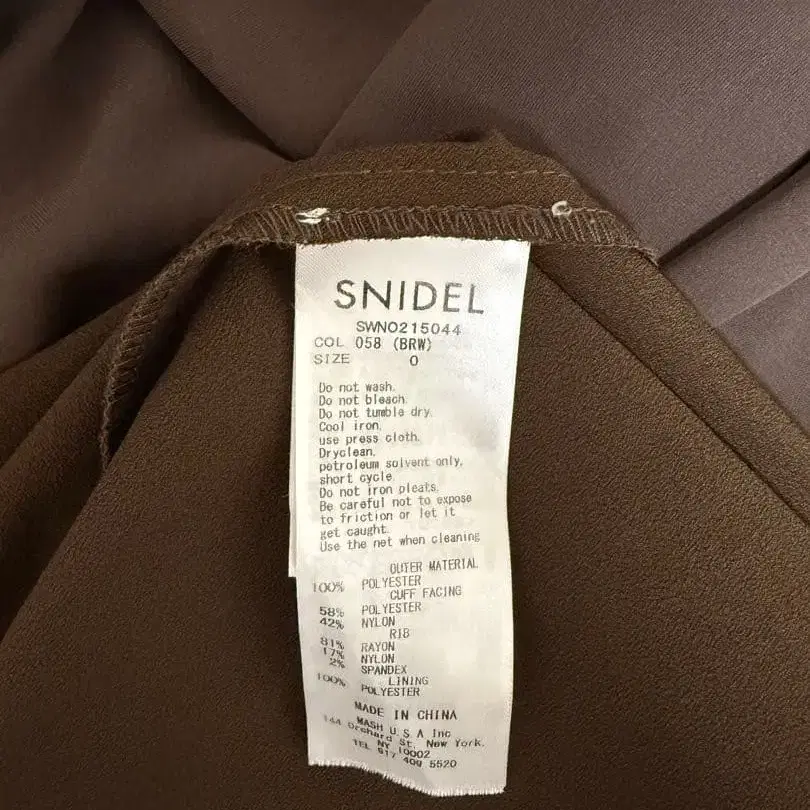 SNIDEL
SWNO215044
COL 058 (BRW)
SIZE 0
Do not wash.
Do not bleach.
Do not tumble dry.
Cool iron.
use press cloth.
Dryclean.
petroleum solvent only,
short cycle.
Do not iron pleats.
Be careful not to expose
to friction or let it
get caught.
Use the net when cleaning
OUTER MATERIAL
100% POLYESTER
CUFF FACING
58% POLYESTER
42% NYLON
RIB
81% RAYON
17% NYLON
2% SPANDEX
LINING
100% POLYESTER
MADE IN CHINA
MASH U.S A Inc
144 Orchard St, New York.
NY 10002
TEL 917 409 5520